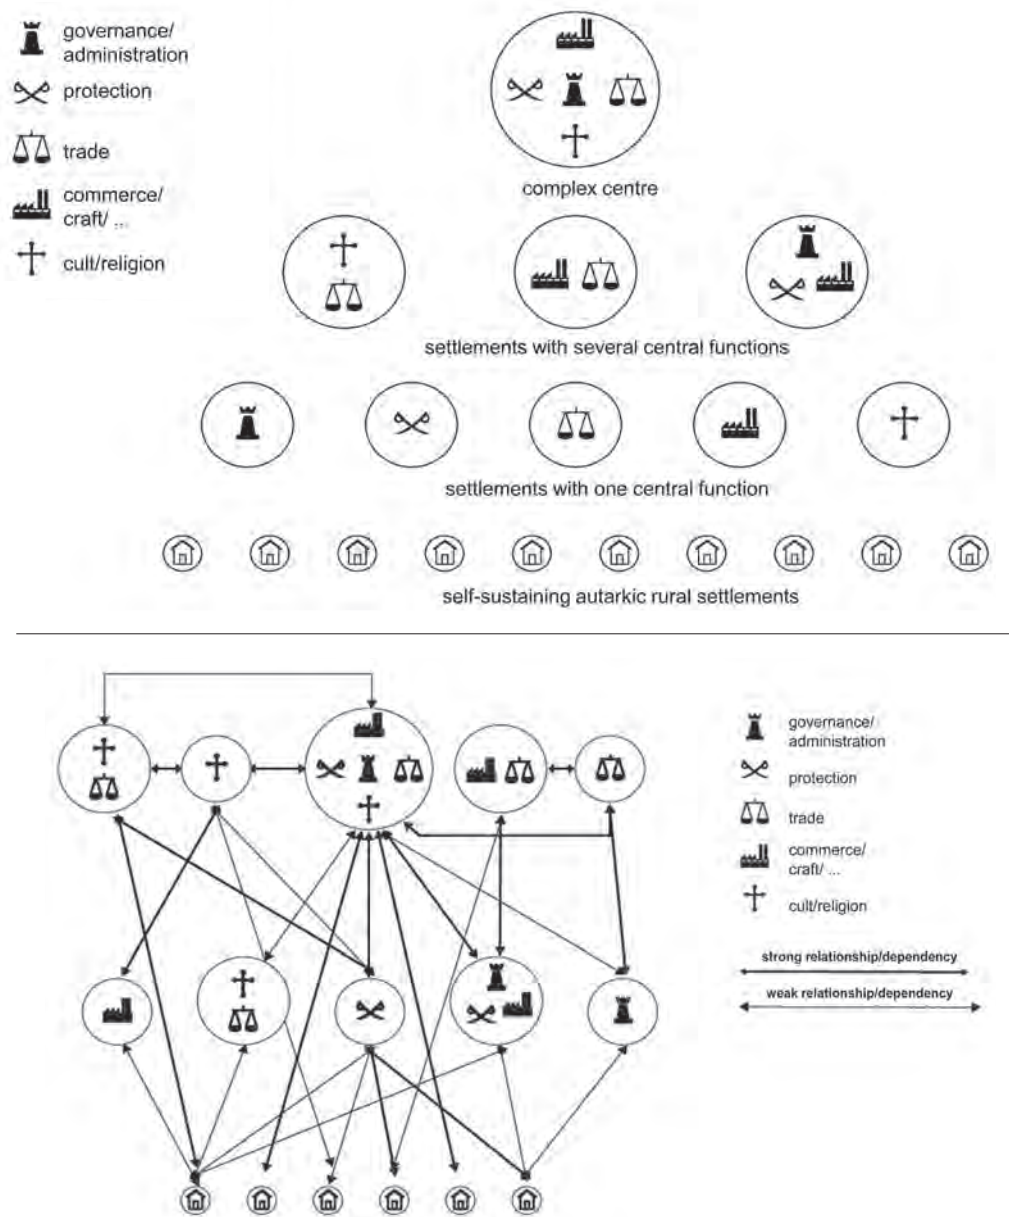 governance/
administration
protection
trade
commerce/
craft/ ...
cult/religion
complex centre
settlements with several central functions
settlements with one central function
self-sustaining autarkic rural settlements
governance/
administration
protection
trade
commerce/
craft/ ...
cult/religion
strong relationship/dependency
weak relationship/dependency